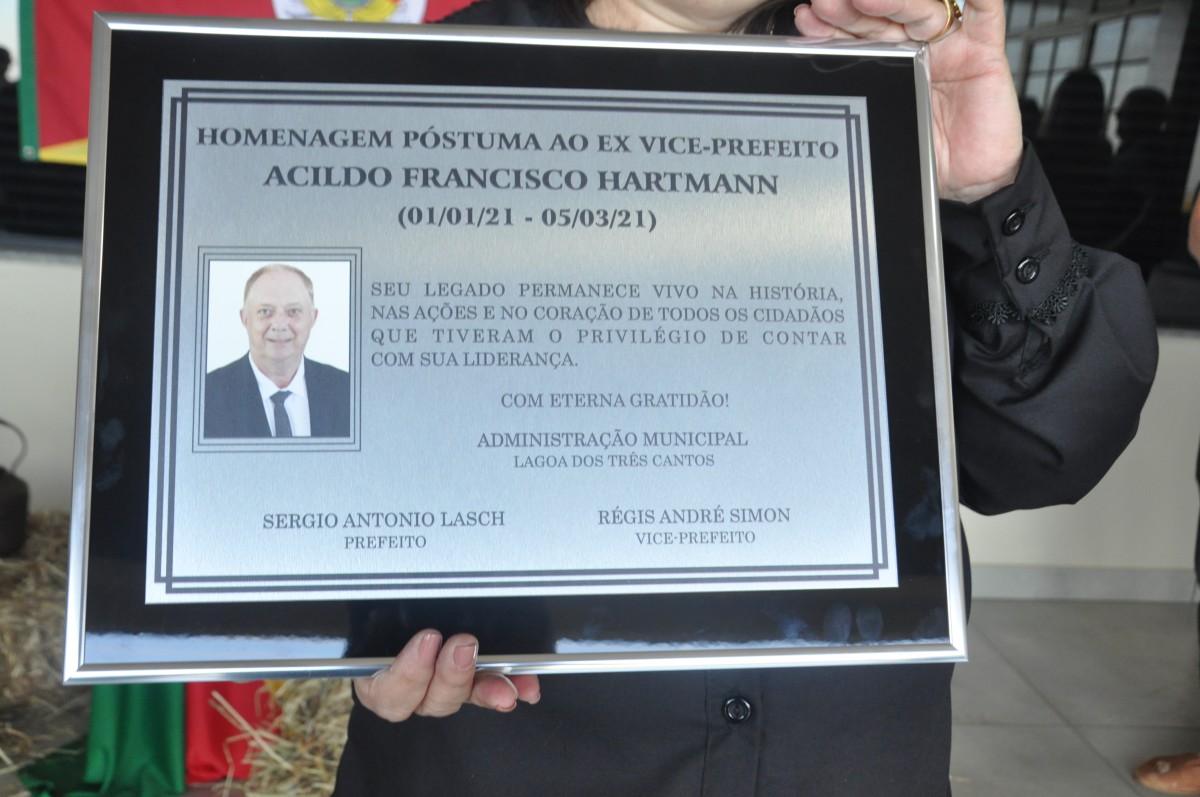 HOMENAGEM PÓSTUMA AO EX VICE-PREFEITO
ACILDO FRANCISCO HARTMANN
(01/01/21 - 05/03/21)
SEU LEGADO PERMANECE VIVO NA HISTÓRIA,
NAS AÇÕES E NO CORAÇÃO DE TODOS OS CIDADÃOS
QUE TIVERAM O PRIVILÉGIO DE CONTAR
COM SUA LIDERANÇA.
COM ETERNA GRATIDÃO!
ADMINISTRAÇÃO MUNICIPAL
LAGOA DOS TRÊS CANTOS
SERGIO ANTONIO LASCH
PREFEITO
RÉGIS ANDRÉ SIMON
VICE-PREFEITO